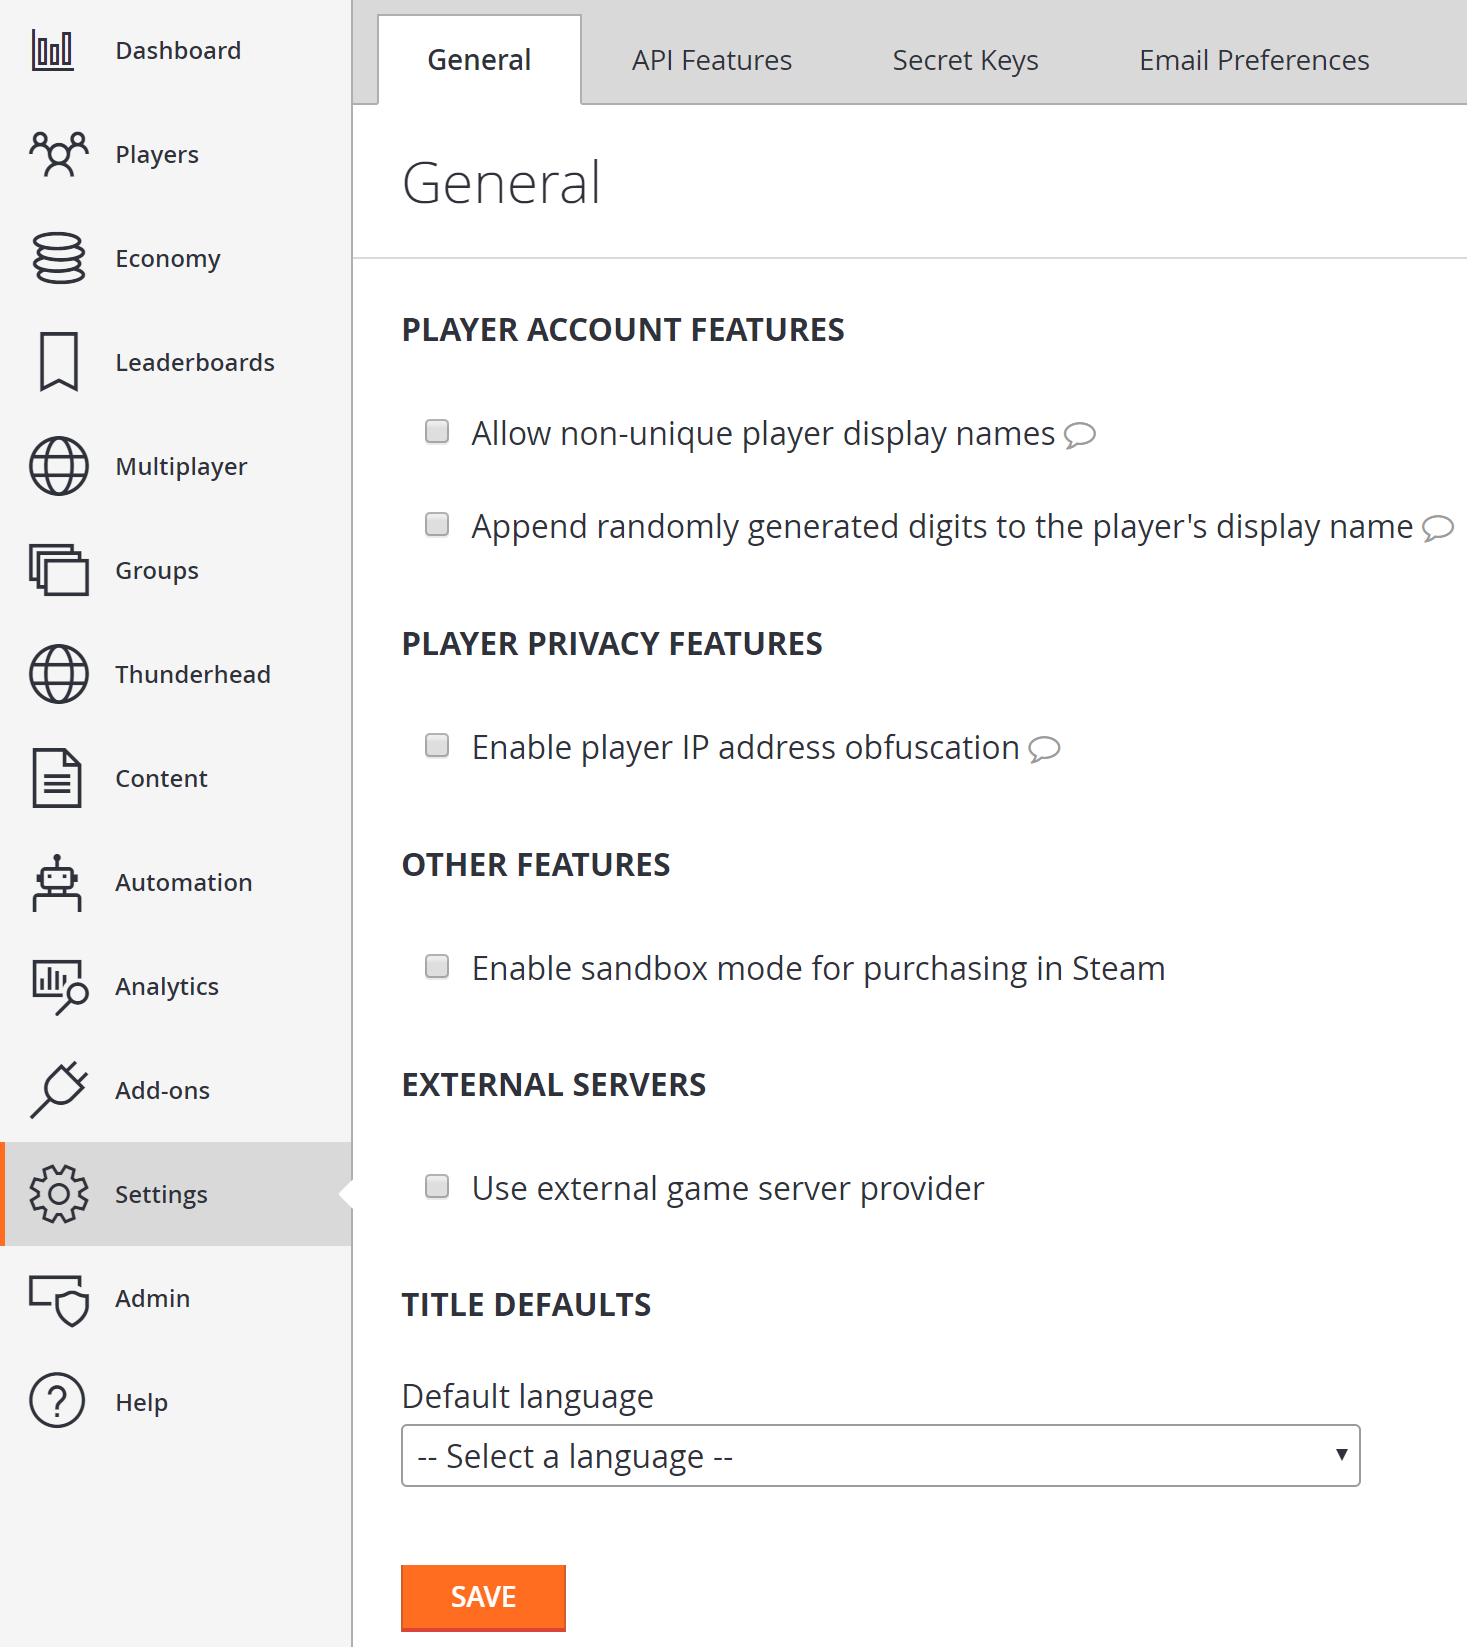 Dashboard
Players
Economy
Leaderboards
Multiplayer
Groups
Thunderhead
Content
Automation
Analytics
Add-ons
Settings
Admin
Help
General
API Features
Secret Keys
Email Preferences
General
PLAYER ACCOUNT FEATURES
Allow non-unique player display names
Append randomly generated digits to the player's display name
PLAYER PRIVACY FEATURES
Enable player IP address obfuscation
OTHER FEATURES
Enable sandbox mode for purchasing in Steam
EXTERNAL SERVERS
Use external game server provider
TITLE DEFAULTS
Default language
-- Select a language --
SAVE